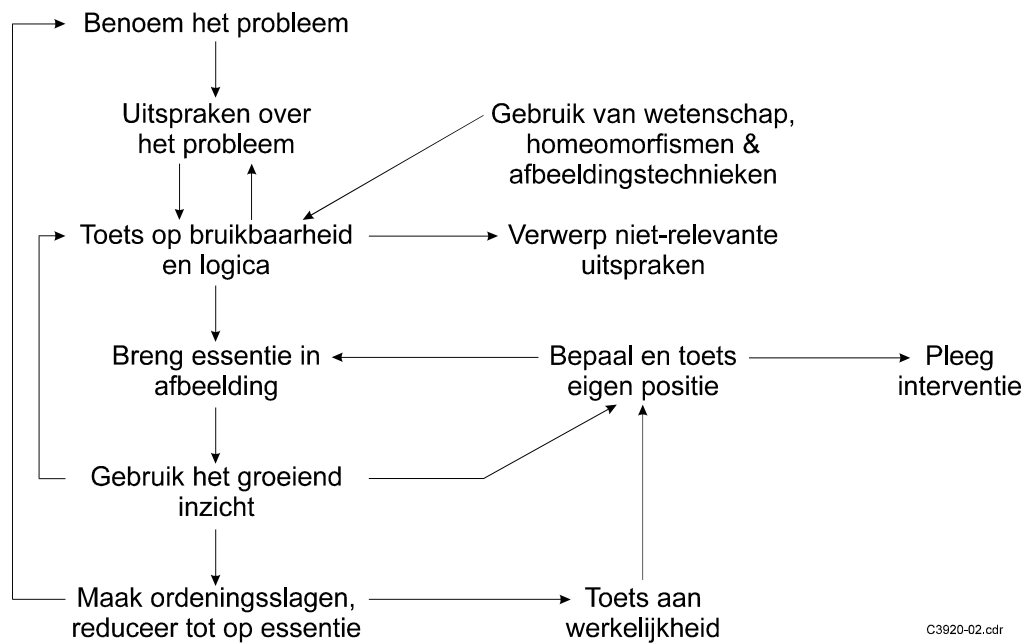 Benoem het probleem
Uitspraken over
het probleem
Gebruik van wetenschap,
homeomorfismen &
afbeeldingstechnieken
Toets op bruikbaarheid
en logica
Verwerp niet-relevante
uitspraken
Breng essentie in
afbeelding
Bepaal en toets
eigen positie
Pleeg
interventie
Gebruik het groeiend
inzicht
Maak ordeningsslagen,
reduceer tot op essentie
Toets aan
werkelijkheid
C3920-02.cdr